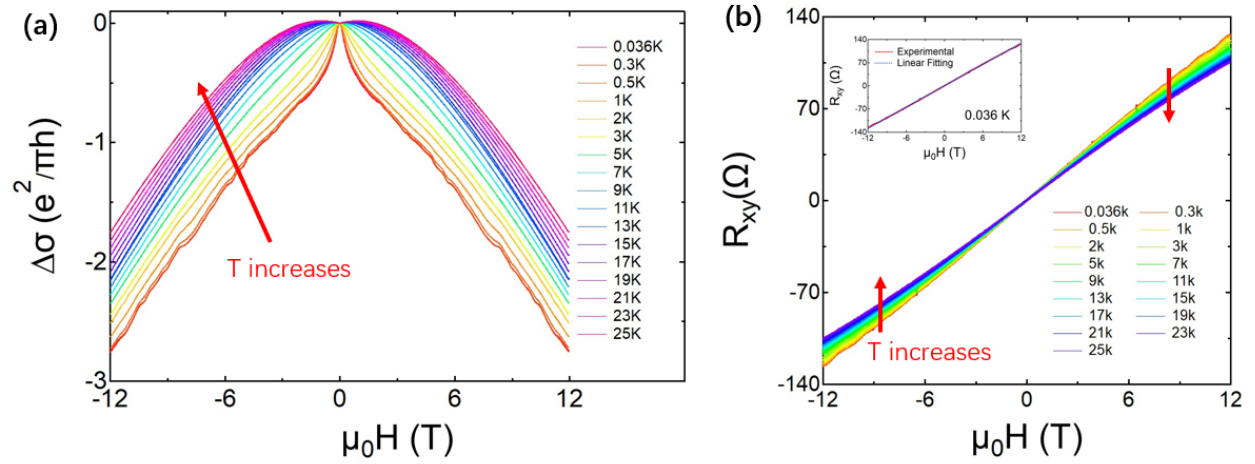 (a)
0
-1
-2
-3
Δσ (e²/πh)
-12
-6
0
6
12
μ₀H (T)
T increases
0.036K
0.3K
0.5K
1K
2K
3K
5K
7K
9K
11K
13K
15K
17K
19K
21K
23K
25K
(b)
140
70
0
-70
-140
Rxy(Ω)
-12
-6
0
6
12
μ₀H (T)
140
70
0
-70
-140
Rxy (Ω)
Experimental
Linear Fitting
0.036 K
-12
-6
0
6
12
μ₀H (T)
T increases
0.036k 0.3k
0.5k 1k
2k 3k
5k 7k
9k 11k
13k 15k
17k 19k
21k 23k
25k